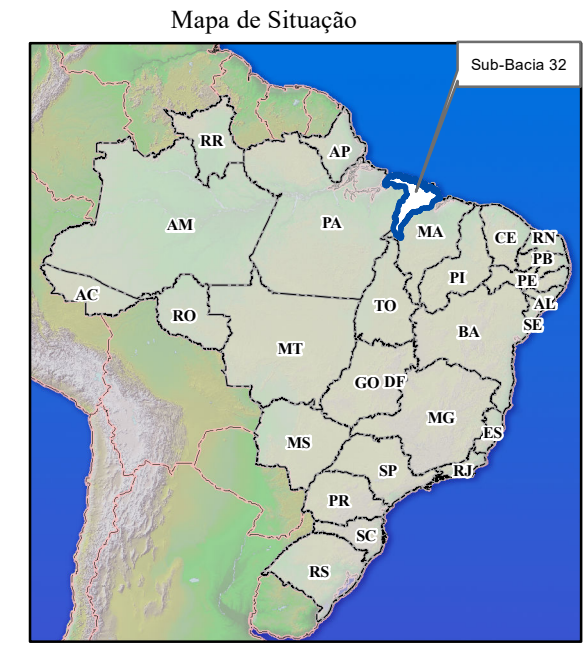 Mapa de Situação
Sub-Bacia 32
RR
AP
AM
PA
MA
CE
RN
PB
PI
PE
AC
RO
TO
AL
SE
BA
MT
GO DF
MG
ES
MS
SP
RJ
PR
SC
RS